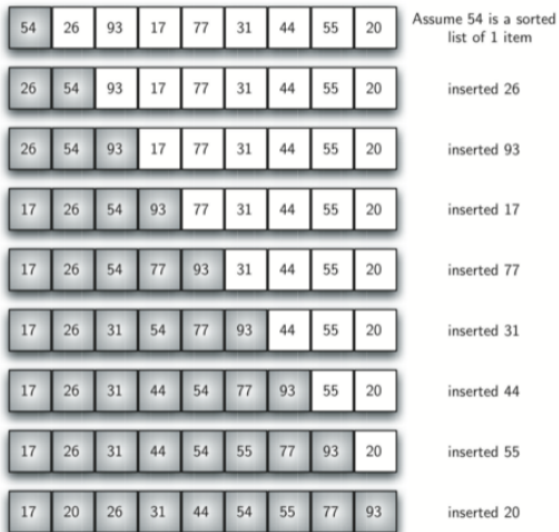 54 26 93 17 77 31 44 55 20 Assume 54 is a sorted
list of 1 item
26 54 93 17 77 31 44 55 20 inserted 26
26 54 93 17 77 31 44 55 20 inserted 93
17 26 54 93 77 31 44 55 20 inserted 17
17 26 54 77 93 31 44 55 20 inserted 77
17 26 31 54 77 93 44 55 20 inserted 31
17 26 31 44 54 77 93 55 20 inserted 44
17 26 31 44 54 55 77 93 20 inserted 55
17 20 26 31 44 54 55 77 93 inserted 20